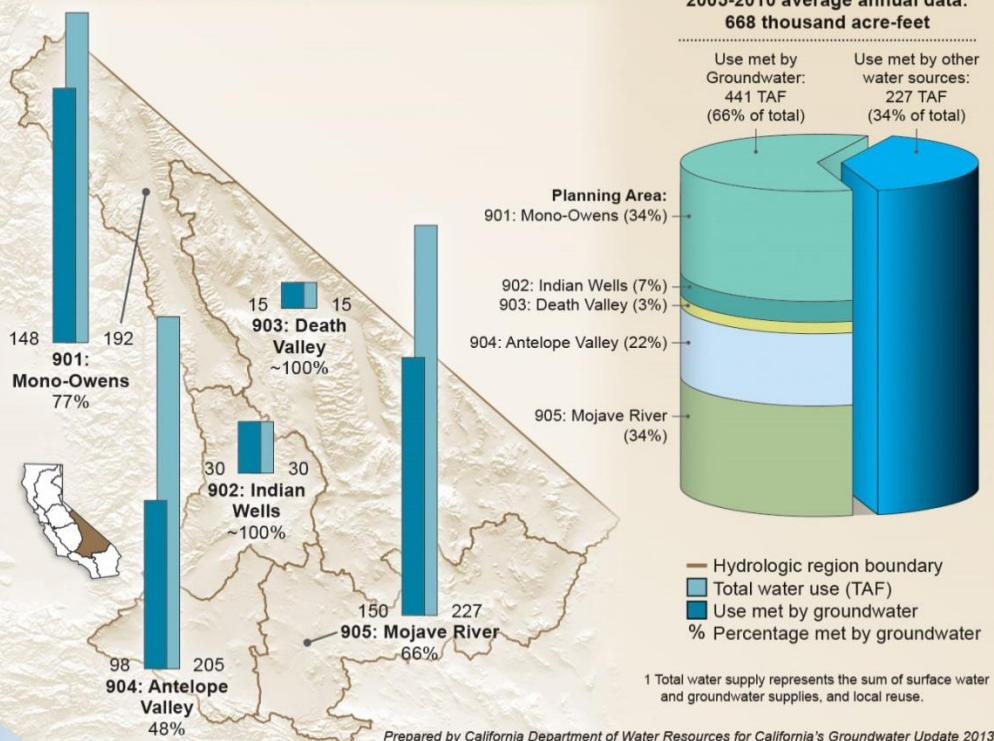 2005-2010 average annual data:
668 thousand acre-feet
Use met by
Groundwater:
441 TAF
(66% of total)
Use met by other
water sources:
227 TAF
(34% of total)
Planning Area:
901: Mono-Owens (34%)
902: Indian Wells (7%)
903: Death Valley (3%)
904: Antelope Valley (22%)
905: Mojave River
(34%)
148 192
901:
Mono-Owens
77%
15 15
903: Death
Valley
~100%
30 30
902: Indian
Wells
~100%
150 227
905: Mojave River
66%
98 205
904: Antelope
Valley
48%
Hydrologic region boundary
Total water use (TAF)
Use met by groundwater
% Percentage met by groundwater
1 Total water supply represents the sum of surface water
and groundwater supplies, and local reuse.
Prepared by California Department of Water Resources for California's Groundwater Update 2013